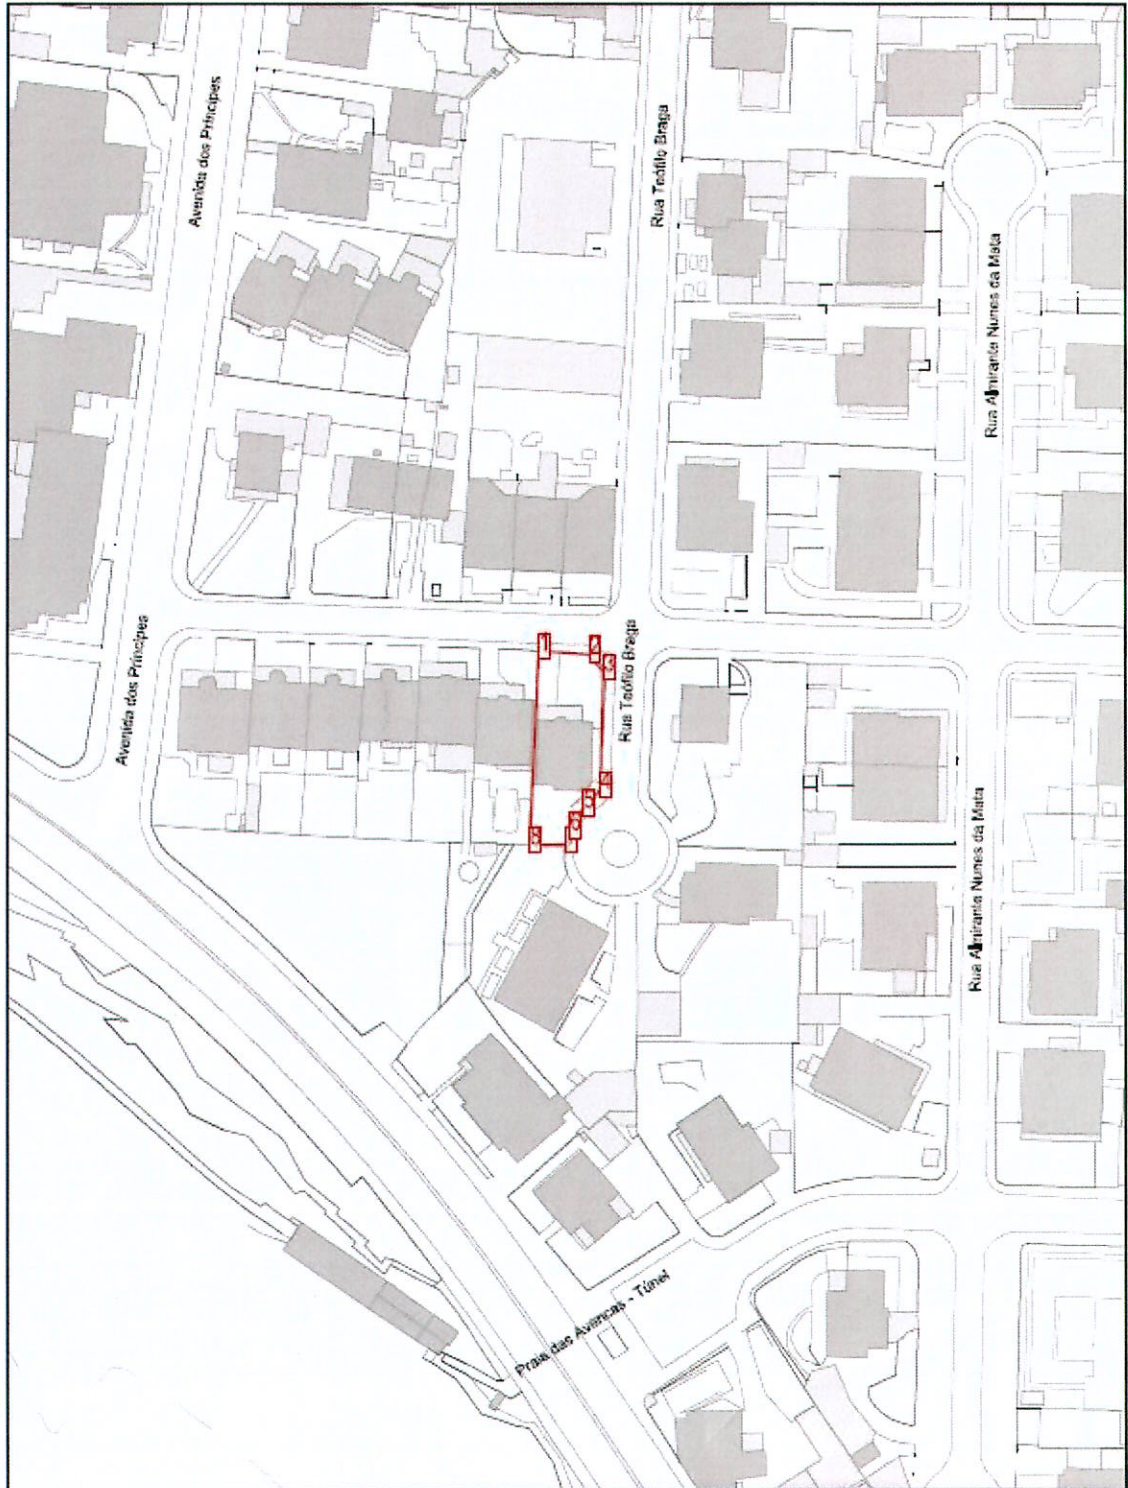 Avenida dos Príncipes
Rua Teófilo Braga
Rua Almirante Nunes da Mata
Avenida dos Príncipes
Rua Teófilo Braga
Rua Almirante Nunes da Mata
Praia das Avencas - Túnel
1